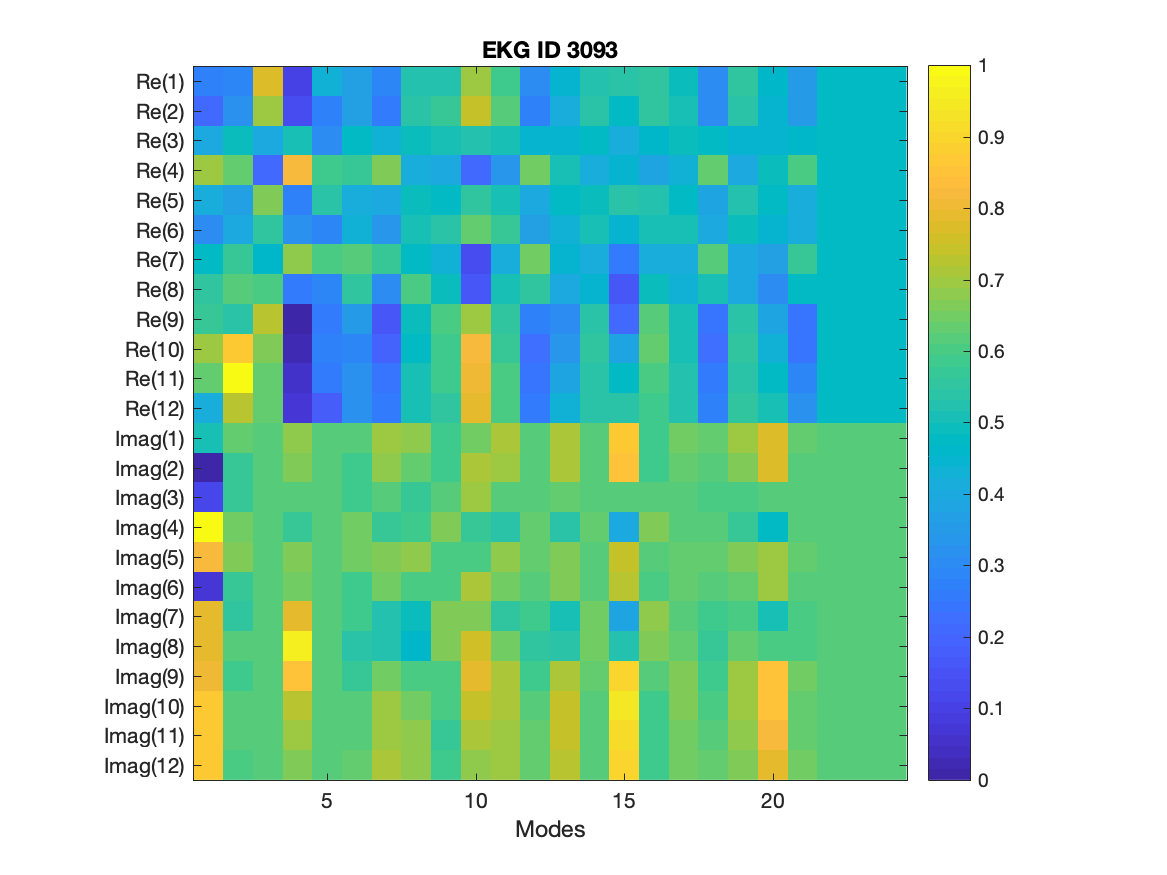 EKG ID 3093
Re(1)
Re(2)
Re(3)
Re(4)
Re(5)
Re(6)
Re(7)
Re(8)
Re(9)
Re(10)
Re(11)
Re(12)
Imag(1)
Imag(2)
Imag(3)
Imag(4)
Imag(5)
Imag(6)
Imag(7)
Imag(8)
Imag(9)
Imag(10)
Imag(11)
Imag(12)
5 10 15 20
Modes
1
0.9
0.8
0.7
0.6
0.5
0.4
0.3
0.2
0.1
0